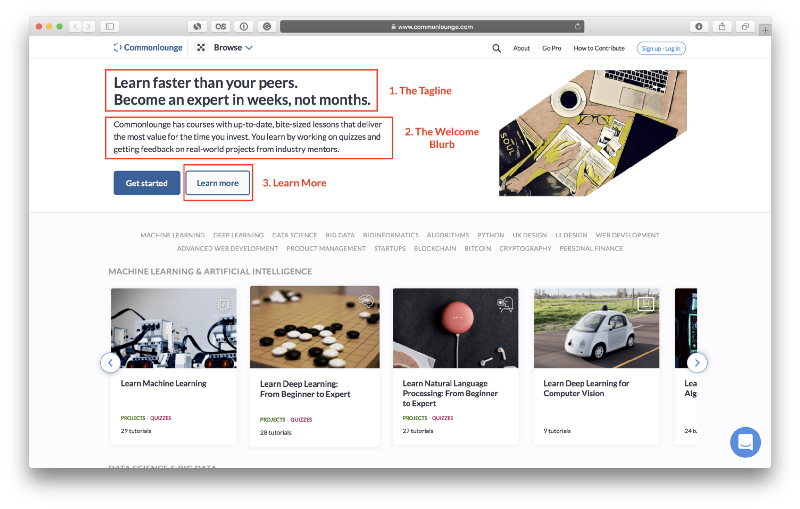 www.commonlounge.com
Commonlounge Browse About Go Pro How to Contribute Sign up · Log in
Learn faster than your peers.
Become an expert in weeks, not months.
1. The Tagline
Commonlounge has courses with up-to-date, bite-sized lessons that deliver
the most value for the time you invest. You learn by working on quizzes and
getting feedback on real-world projects from industry mentors.
2. The Welcome
Blurb
Get started Learn more 3. Learn More
SOUL
MACHINE LEARNING DEEP LEARNING DATA SCIENCE BIG DATA BIOINFORMATICS ALGORITHMS PYTHON UX DESIGN UI DESIGN WEB DEVELOPMENT
ADVANCED WEB DEVELOPMENT PRODUCT MANAGEMENT STARTUPS BLOCKCHAIN BITCOIN CRYPTOGRAPHY PERSONAL FINANCE
MACHINE LEARNING & ARTIFICIAL INTELLIGENCE
Learn Machine Learning
PROJECTS · QUIZZES
29 tutorials
Learn Deep Learning:
From Beginner to Expert
PROJECTS · QUIZZES
28 tutorials
Learn Natural Language
Processing: From Beginner
to Expert
PROJECTS · QUIZZES
27 tutorials
Learn Deep Learning for
Computer Vision
9 tutorials
Lea
Alg
24 tu
DATA SCIENCE & BIG DATA